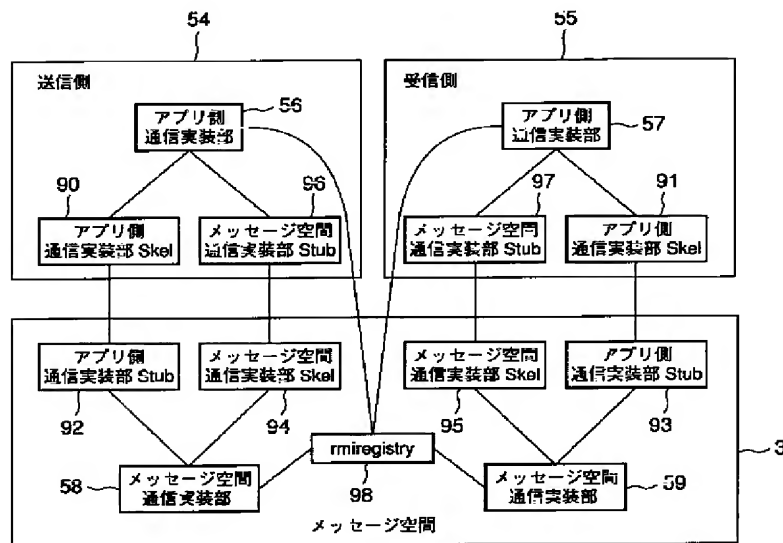 54
55
送信側
受信側
アプリ側
通信実装部
56
アプリ側
通信実装部
57
90
96
97
91
アプリ側
通信実装部 Skel
メッセージ空間
通信実装部 Stub
メッセージ空間
通信実装部 Stub
アプリ側
通信実装部 Skel
アプリ側
通信実装部 Stub
メッセージ空間
通信実装部 Skel
メッセージ空間
通信実装部 Skel
アプリ側
通信実装部 Stub
92
94
95
93
rmiregistry
3
58
メッセージ空間
通信実装部
98
メッセージ空間
通信実装部
59
メッセージ空間